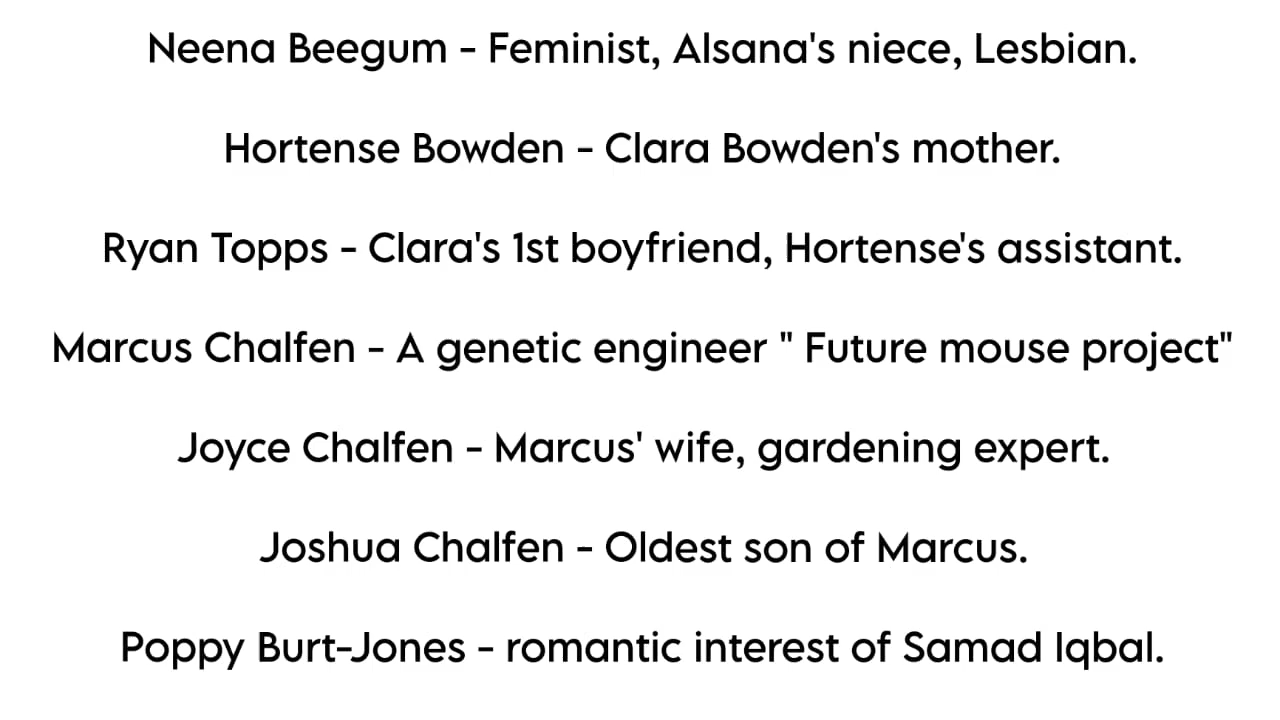 Neena Beegum - Feminist, Alsana's niece, Lesbian.
Hortense Bowden - Clara Bowden's mother.
Ryan Topps - Clara's 1st boyfriend, Hortense's assistant.
Marcus Chalfen - A genetic engineer " Future mouse project"
Joyce Chalfen - Marcus' wife, gardening expert.
Joshua Chalfen - Oldest son of Marcus.
Poppy Burt-Jones - romantic interest of Samad Iqbal.